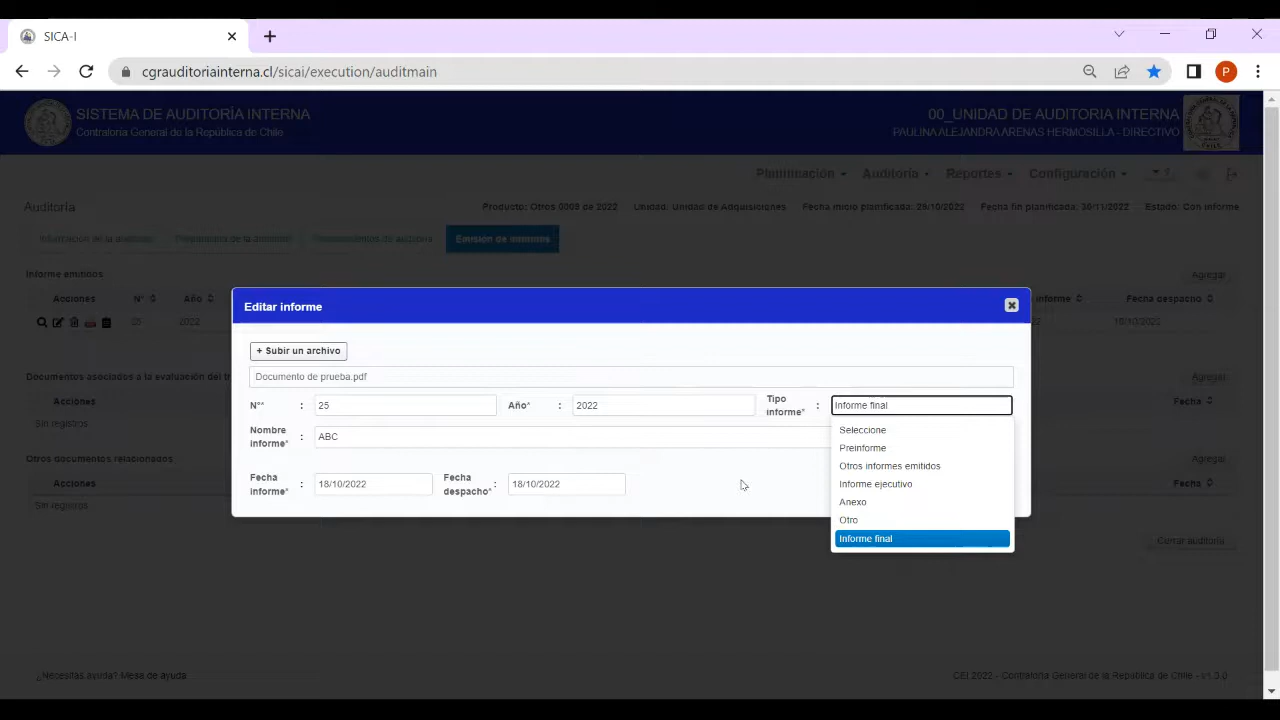 SICA-I
cgrauditoriainterna.cl/sicai/execution/auditmain
P
SISTEMA DE AUDITORÍA INTERNA
Contraloría General de la República de Chile
00_UNIDAD DE AUDITORIA INTERNA
PAULINA ALEJANDRA ARENAS HERMOSILLA - DIRECTIVO
Planificación Auditoría Reportes Configuración ?
Auditoría
Producto: Otros 0009 de 2022 Unidad: Unidad de Adquisiciones Fecha inicio planificada: 26/10/2022 Fecha fin planificada: 30/11/2022 Estado: Con informe
Información de la auditoría Emisión de informes
Informe emitidos Agregar
Acciones N° Año informe Fecha despacho
25 2022 18/10/2022
Editar informe
+ Subir un archivo
Documento de prueba.pdf
N°* : 25 Año* : 2022 Tipo informe* : Informe final
Nombre informe* : ABC
Fecha informe* : 18/10/2022 Fecha despacho* : 18/10/2022
Seleccione
Preinforme
Otros informes emitidos
Informe ejecutivo
Anexo
Otro
Informe final
Documentos asociados a la evaluación del Agregar
Acciones Fecha
Sin registros
Otros documentos relacionados Agregar
Acciones Fecha
Sin registros
Cerrar auditoría
¿Necesitas ayuda? Mesa de ayuda
CEI 2022 - Contraloría General de la República de Chile - v1.3.0